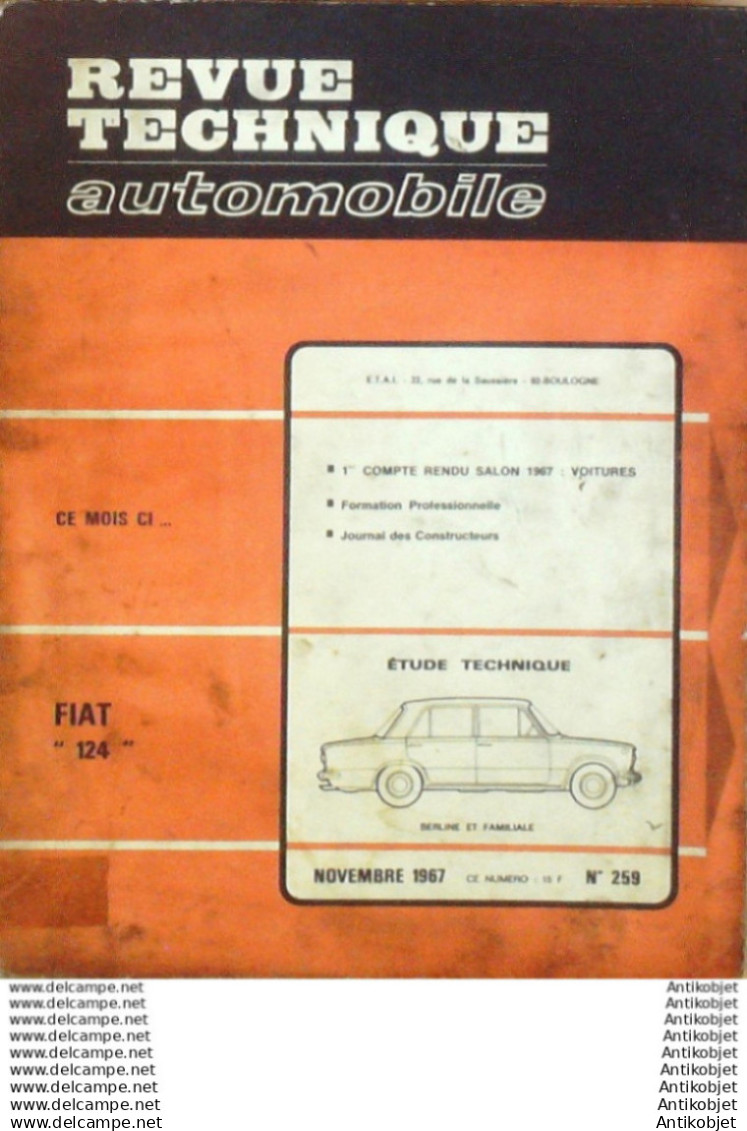 REVUE
TECHNIQUE
automobile
E.T.A.I. - 22, rue de la Saussière - 92-BOULOGNE
1er COMPTE RENDU SALON 1967 : VOITURES
Formation Professionnelle
Journal des Constructeurs
CE MOIS CI ...
ÉTUDE TECHNIQUE
FIAT
" 124 "
BERLINE ET FAMILIALE
NOVEMBRE 1967 CE NUMERO : 15 F N° 259
www.delcampe.net Antikobjet
www.delcampe.net Antikobjet
www.delcampe.net Antikobjet
www.delcampe.net Antikobjet
www.delcampe.net Antikobjet
www.delcampe.net Antikobjet
www.delcampe.net Antikobjet
www.delcampe.net Antikobjet
www.delcampe.net Antikobjet